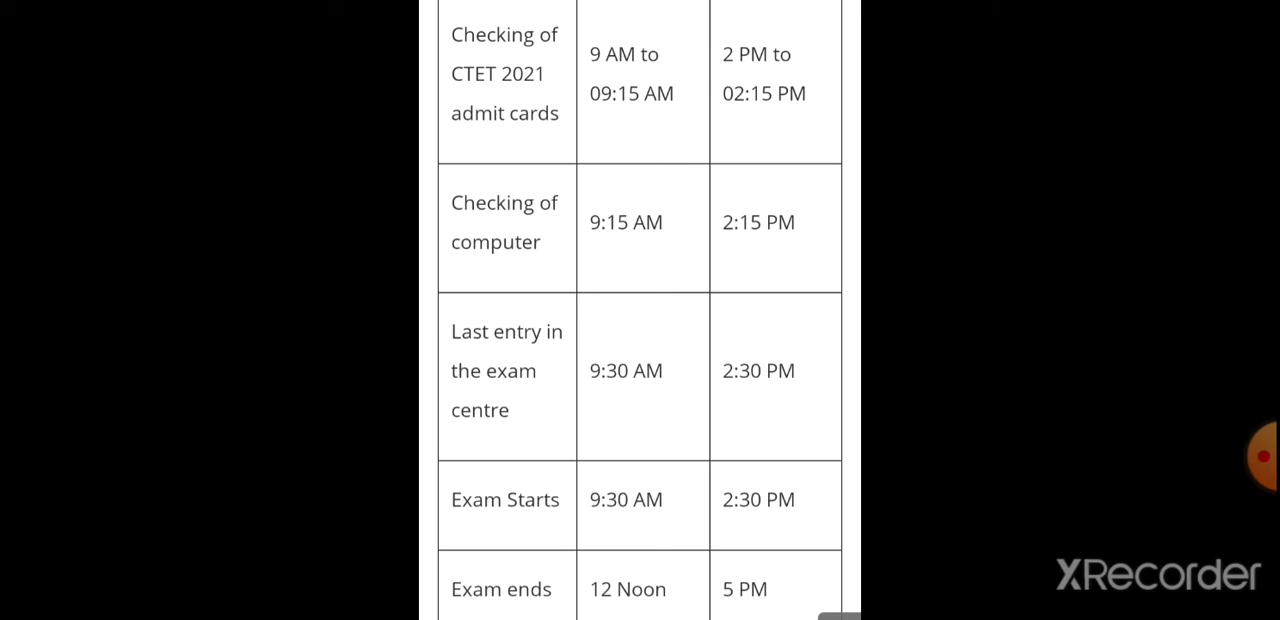 Checking of
CTET 2021
admit cards
9 AM to
09:15 AM
2 PM to
02:15 PM
Checking of
computer
9:15 AM
2:15 PM
Last entry in
the exam
centre
9:30 AM
2:30 PM
Exam Starts
9:30 AM
2:30 PM
Exam ends
12 Noon
5 PM
XRecorder